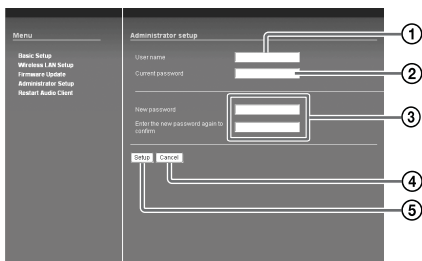 Menu
Basic Setup
Wireless LAN Setup
Firmware Update
Administrator Setup
Restart Audio Client
Administrator setup
User name
Current password
New password
Enter the new password again to
confirm
Setup Cancel
1
2
3
4
5